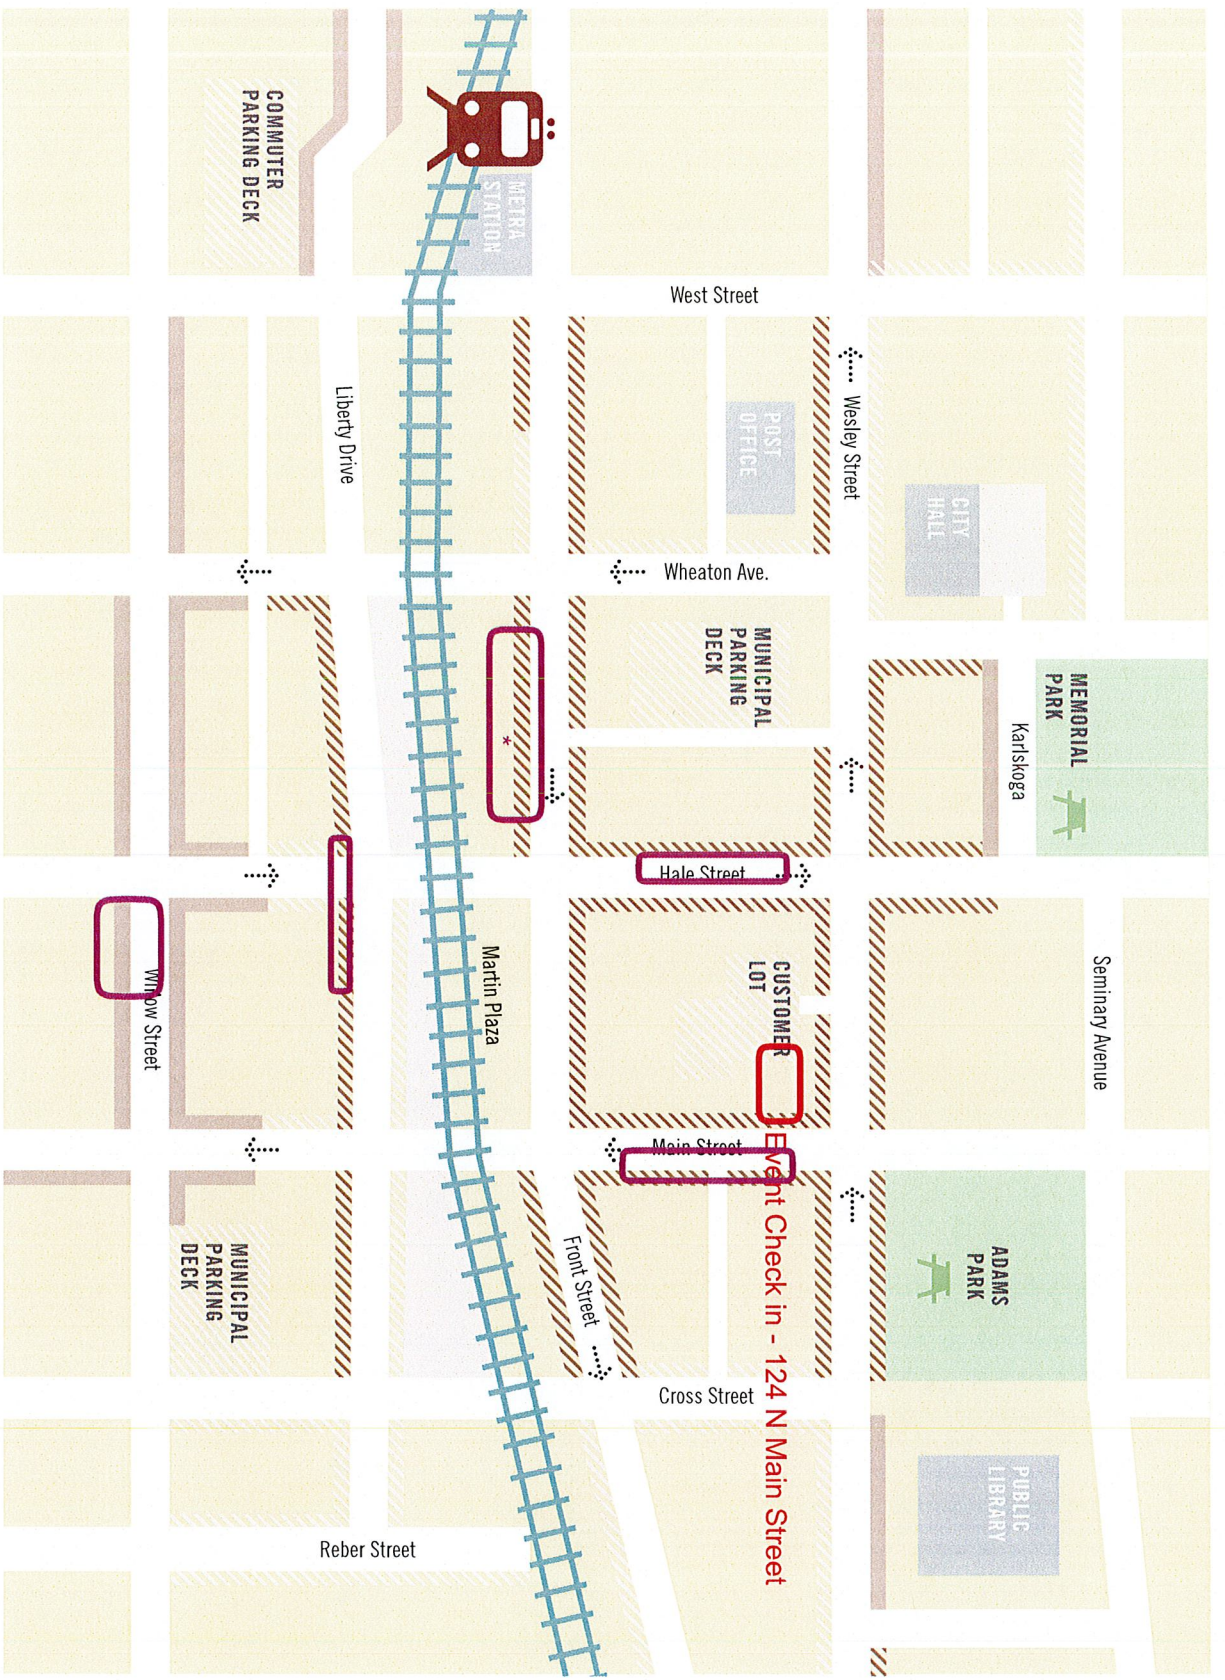 COMMUTER
PARKING DECK
METRA
STATION
West Street
Liberty Drive
POST
OFFICE
Wesley Street
CITY
HALL
Wheaton Ave.
MUNICIPAL
PARKING
DECK
MEMORIAL
PARK
Karlskoga
*
Hale Street
Willow Street
Martin Plaza
CUSTOMER
LOT
Seminary Avenue
Main Street
Event Check in - 124 N Main Street
MUNICIPAL
PARKING
DECK
Front Street
ADAMS
PARK
Cross Street
PUBLIC
LIBRARY
Reber Street